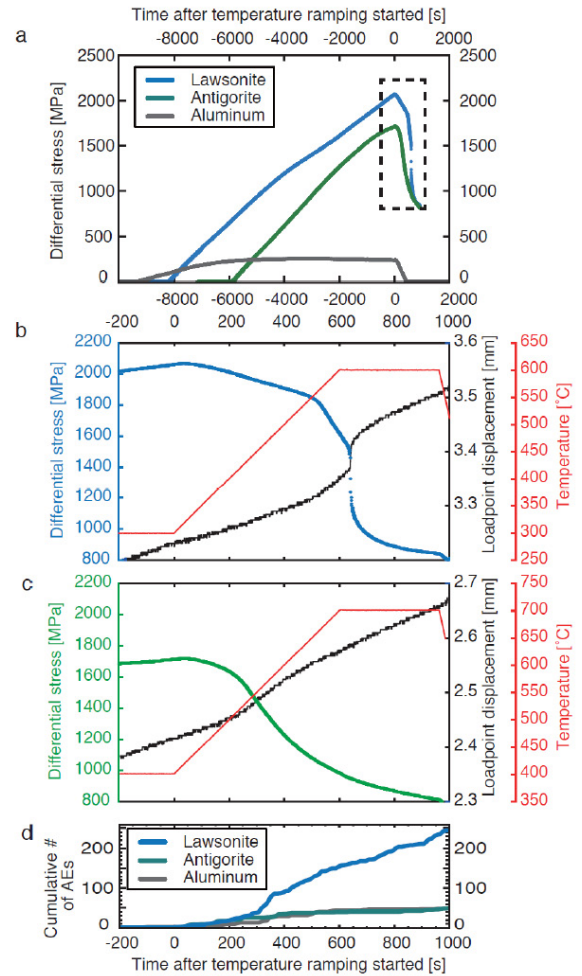 Time after temperature ramping started [s]
-8000 -6000 -4000 -2000 0 2000
a
Differential stress [MPa]
2500 2500
2000 2000
1500 1500
1000 1000
500 500
0 0
Lawsonite
Antigorite
Aluminum
-8000 -6000 -4000 -2000 0 2000
-200 0 200 400 600 800 1000
b
Differential stress [MPa]
2200
2000
1800
1600
1400
1200
1000
800
3.6
3.5
3.4
3.3
3.2
Loadpoint displacement [mm]
650
600
550
500
450
400
350
300
250
Temperature [˚C]
c
Differential stress [MPa]
2200
2000
1800
1600
1400
1200
1000
800
2.7
2.6
2.5
2.4
2.3
Loadpoint displacement [mm]
750
700
650
600
550
500
450
400
350
Temperature [˚C]
d
Cumulative #
of AEs
200 200
100 100
0 0
Lawsonite
Antigorite
Aluminum
-200 0 200 400 600 800 1000
Time after temperature ramping started [s]